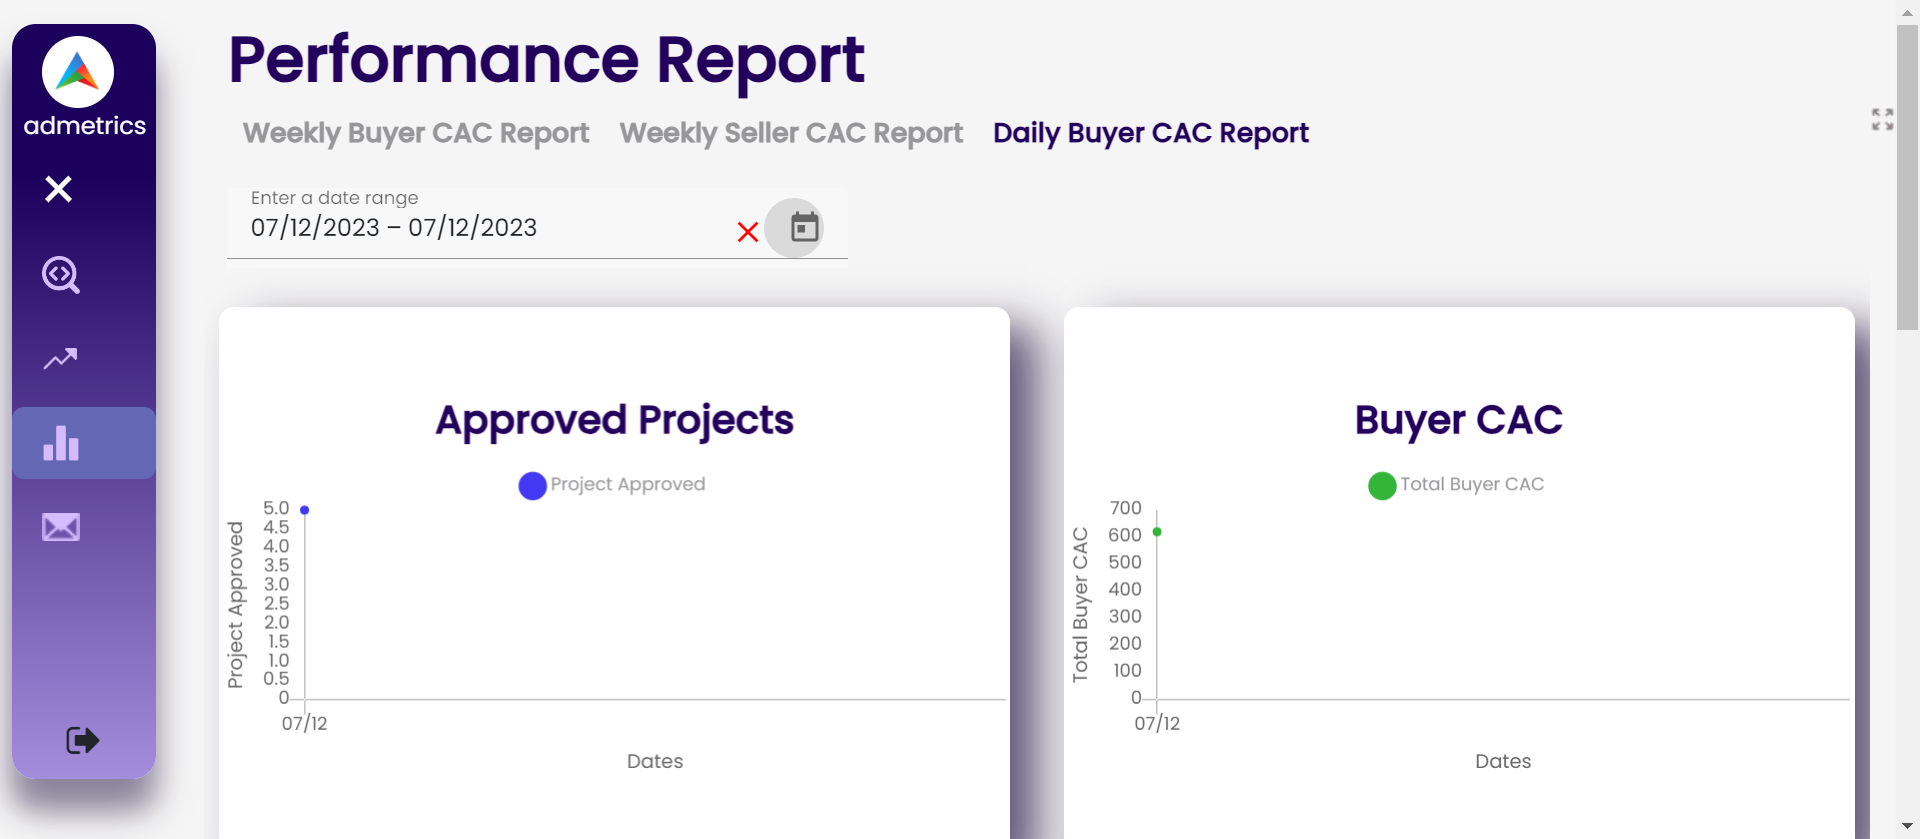 admetrics
Performance Report
Weekly Buyer CAC Report Weekly Seller CAC Report Daily Buyer CAC Report
Enter a date range
07/12/2023 – 07/12/2023
Approved Projects
Project Approved
Project Approved
5.0
4.5
4.0
3.5
3.0
2.5
2.0
1.5
1.0
0.5
0
07/12
Dates
Buyer CAC
Total Buyer CAC
Total Buyer CAC
700
600
500
400
300
200
100
0
07/12
Dates